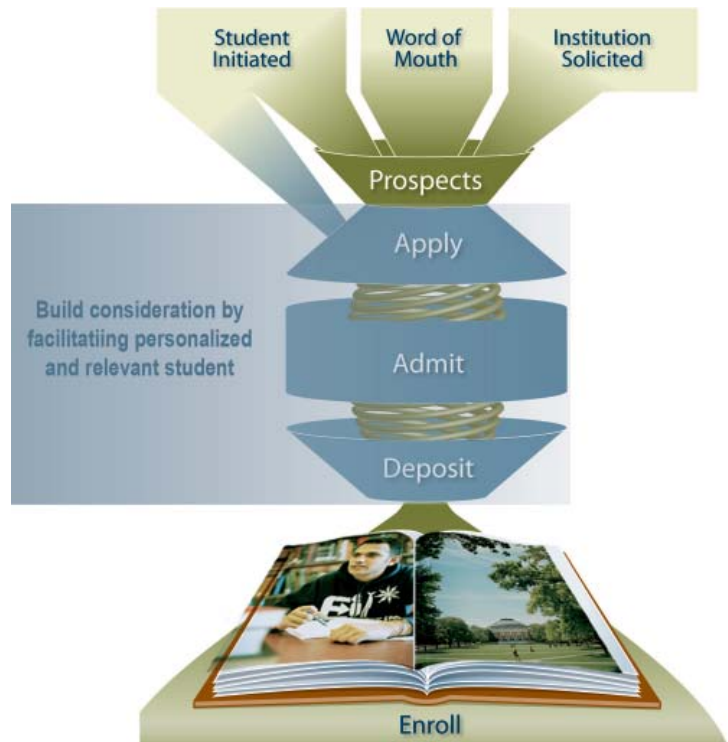 Student
Initiated
Word of
Mouth
Institution
Solicited
Prospects
Apply
Build consideration by
facilitatiing personalized
and relevant student
Admit
Deposit
Enroll